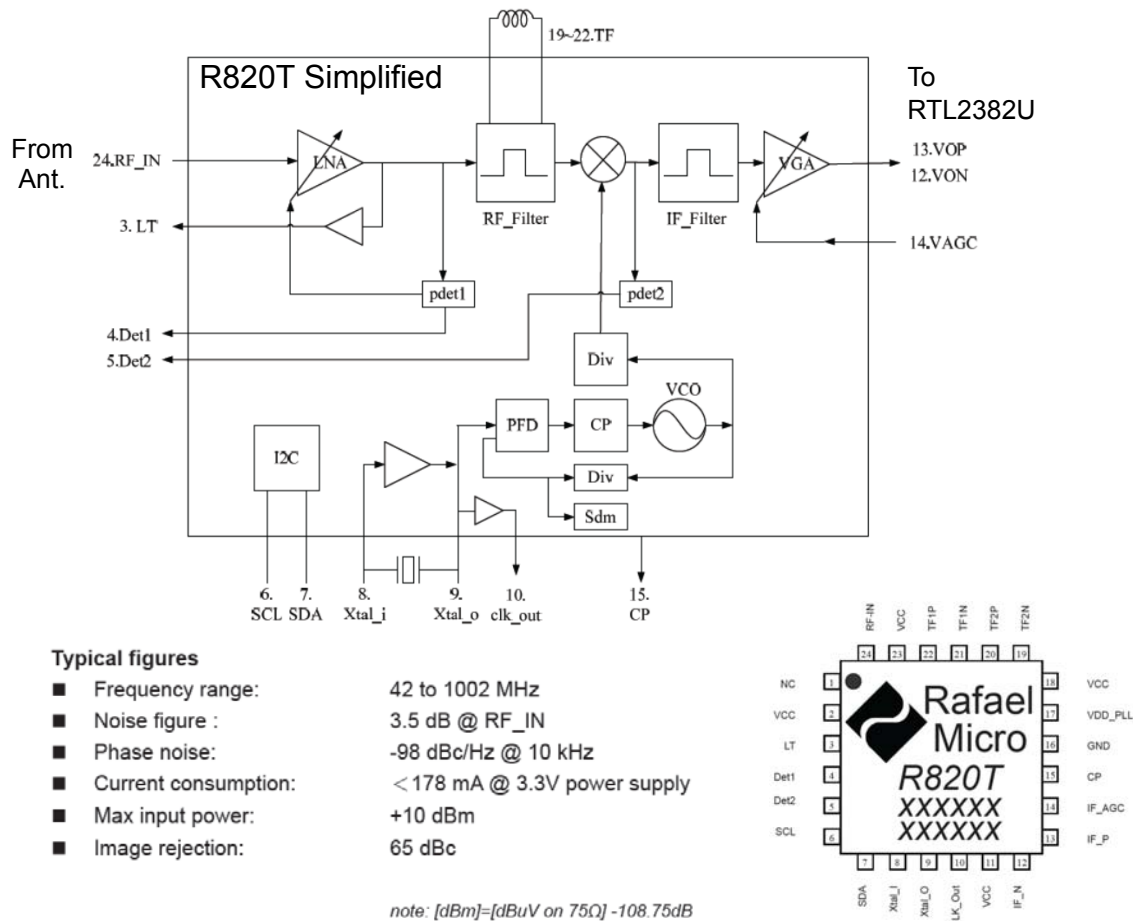 19~22.TF
R820T Simplified
To
RTL2382U
From
Ant.
24.RF_IN
LNA
VGA
13.VOP
12.VON
3. LT
RF_Filter
IF_Filter
14.VAGC
pdet1
pdet2
4.Det1
5.Det2
Div
VCO
PFD
CP
I2C
Div
Sdm
6.
SCL
7.
SDA
8.
Xtal_i
9.
Xtal_o
10.
clk_out
15.
CP
Typical figures
Frequency range: 42 to 1002 MHz
Noise figure : 3.5 dB @ RF_IN
Phase noise: -98 dBc/Hz @ 10 kHz
Current consumption: <178 mA @ 3.3V power supply
Max input power: +10 dBm
Image rejection: 65 dBc
note: [dBm]=[dBuV on 75Ω] -108.75dB
RF-IN VCC TF1P TF1N TF2P TF2N
24 23 22 21 20 19
NC 1 18 VCC
VCC 2 17 VDD_PLL
LT 3 16 GND
Det1 4 15 CP
Det2 5 14 IF_AGC
SCL 6 13 IF_P
Rafael
Micro
R820T
XXXXXX
XXXXXX
7 8 9 10 11 12
SDA Xtal_I Xtal_O LK_Out VCC IF_N